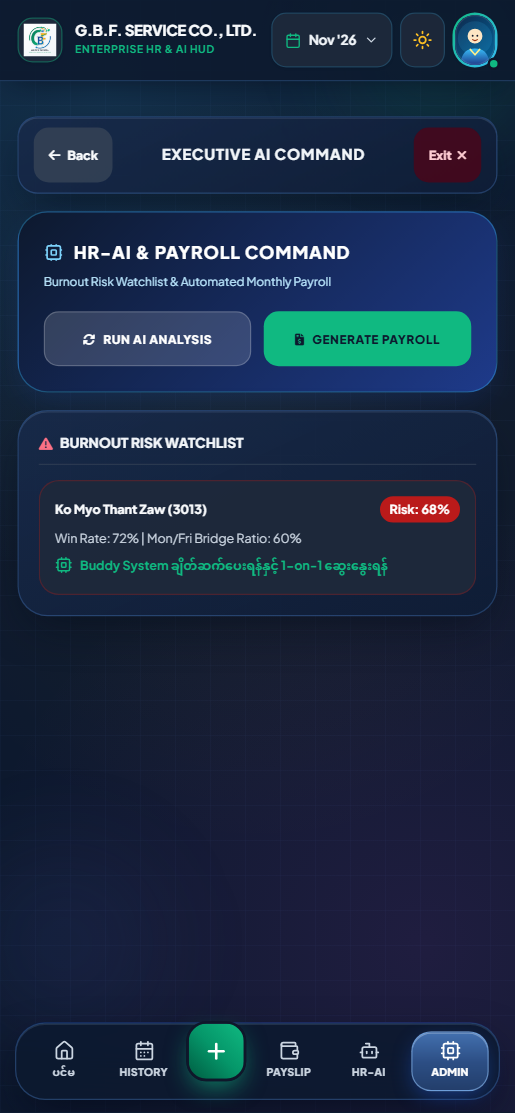 G.B.F. SERVICE CO., LTD.
ENTERPRISE HR & AI HUD
Nov '26
Back
EXECUTIVE AI COMMAND
Exit ✕
HR-AI & PAYROLL COMMAND
Burnout Risk Watchlist & Automated Monthly Payroll
RUN AI ANALYSIS
GENERATE PAYROLL
BURNOUT RISK WATCHLIST
Ko Myo Thant Zaw (3013)
Risk: 68%
Win Rate: 72% | Mon/Fri Bridge Ratio: 60%
Buddy System ချိတ်ဆက်ပေးရန်နှင့် 1-on-1 ဆွေးနွေးရန်
ပင်မ
HISTORY
PAYSLIP
HR-AI
ADMIN